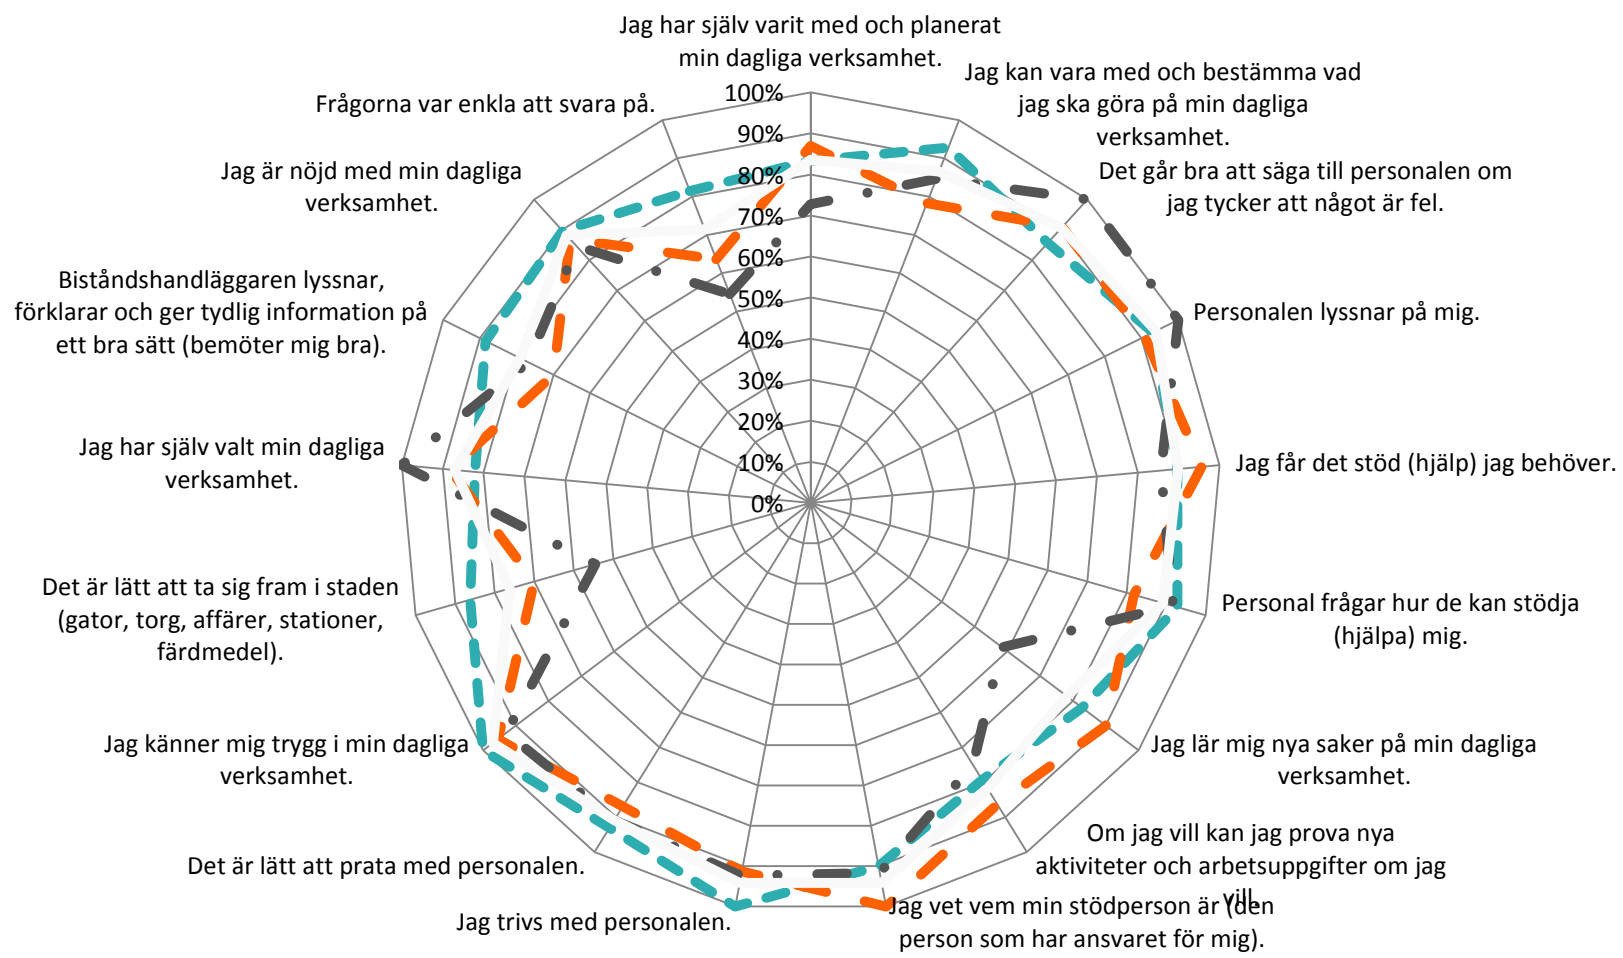 Jag har själv varit med och planerat
min dagliga verksamhet.
Jag kan vara med och bestämma vad
jag ska göra på min dagliga
verksamhet.
Det går bra att säga till personalen om
jag tycker att något är fel.
Personalen lyssnar på mig.
Jag får det stöd (hjälp) jag behöver.
Personal frågar hur de kan stödja
(hjälpa) mig.
Jag lär mig nya saker på min dagliga
verksamhet.
Om jag vill kan jag prova nya
aktiviteter och arbetsuppgifter om jag
vill.
Jag vet vem min stödperson är (den
person som har ansvaret för mig).
Jag trivs med personalen.
Det är lätt att prata med personalen.
Jag känner mig trygg i min dagliga
verksamhet.
Det är lätt att ta sig fram i staden
(gator, torg, affärer, stationer,
färdmedel).
Jag har själv valt min dagliga
verksamhet.
Biståndshandläggaren lyssnar,
förklarar och ger tydlig information på
ett bra sätt (bemöter mig bra).
Jag är nöjd med min dagliga
verksamhet.
Frågorna var enkla att svara på.
100%
90%
80%
70%
60%
50%
40%
30%
20%
10%
0%